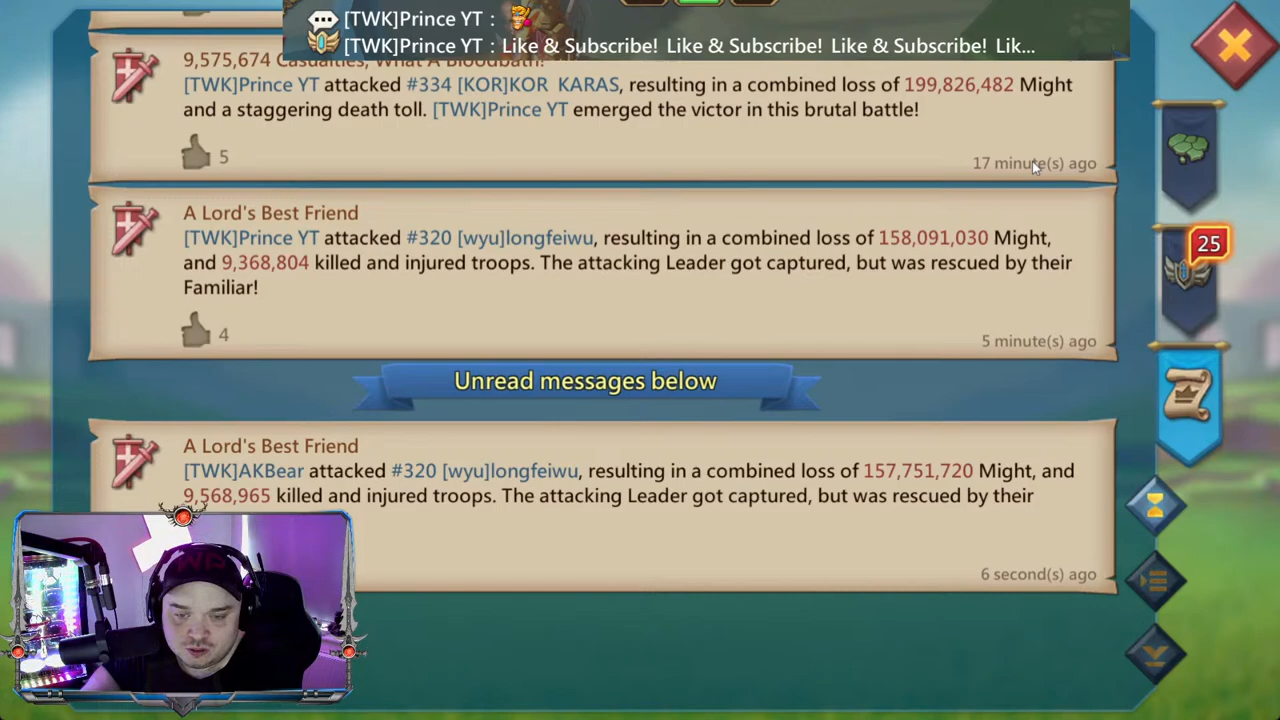 [TWK]Prince YT :
[TWK]Prince YT : Like & Subscribe! Like & Subscribe! Like & Subscribe! Lik...
9,575,674 Casualties, What A Bloodbath!
[TWK]Prince YT attacked #334 [KOR]KOR KARAS, resulting in a combined loss of 199,826,482 Might
and a staggering death toll. [TWK]Prince YT emerged the victor in this brutal battle!
5
17 minute(s) ago
A Lord's Best Friend
[TWK]Prince YT attacked #320 [wyu]longfeiwu, resulting in a combined loss of 158,091,030 Might,
and 9,368,804 killed and injured troops. The attacking Leader got captured, but was rescued by their
Familiar!
4
5 minute(s) ago
25
Unread messages below
A Lord's Best Friend
[TWK]AKBear attacked #320 [wyu]longfeiwu, resulting in a combined loss of 157,751,720 Might, and
9,568,965 killed and injured troops. The attacking Leader got captured, but was rescued by their
6 second(s) ago